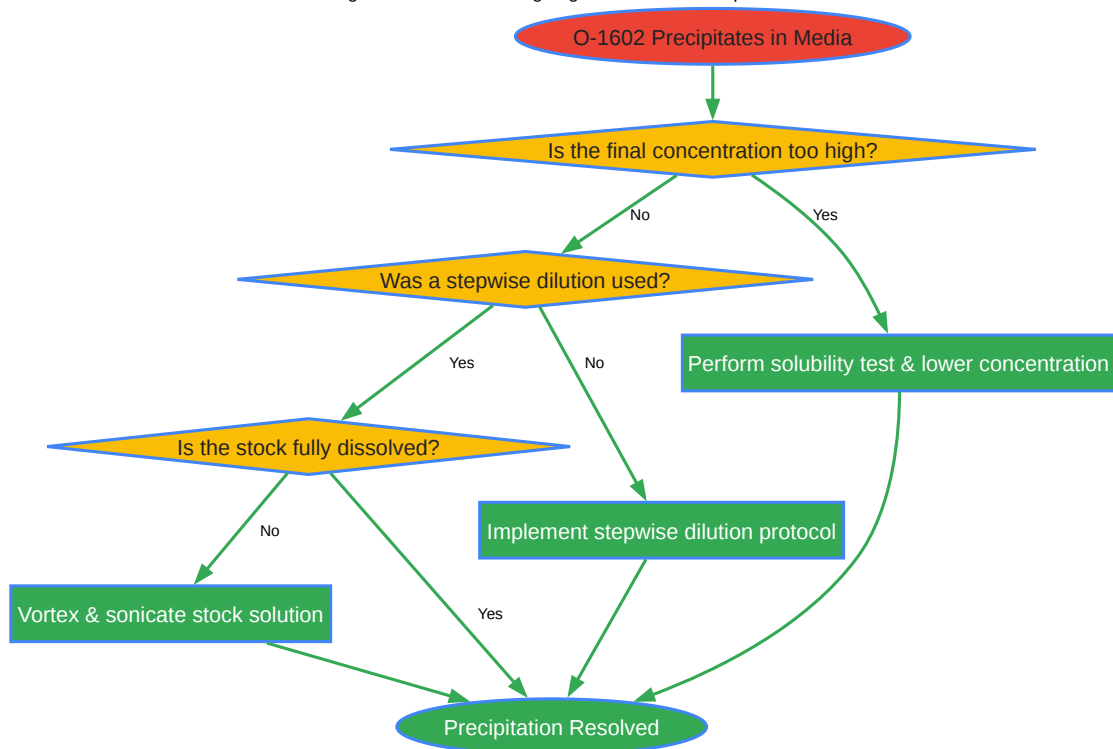 O-1602 Precipitates in Media
Is the final concentration too high?
No
Yes
Was a stepwise dilution used?
Yes
No
Perform solubility test & lower concentration
Is the stock fully dissolved?
No
Yes
Implement stepwise dilution protocol
Vortex & sonicate stock solution
Precipitation Resolved